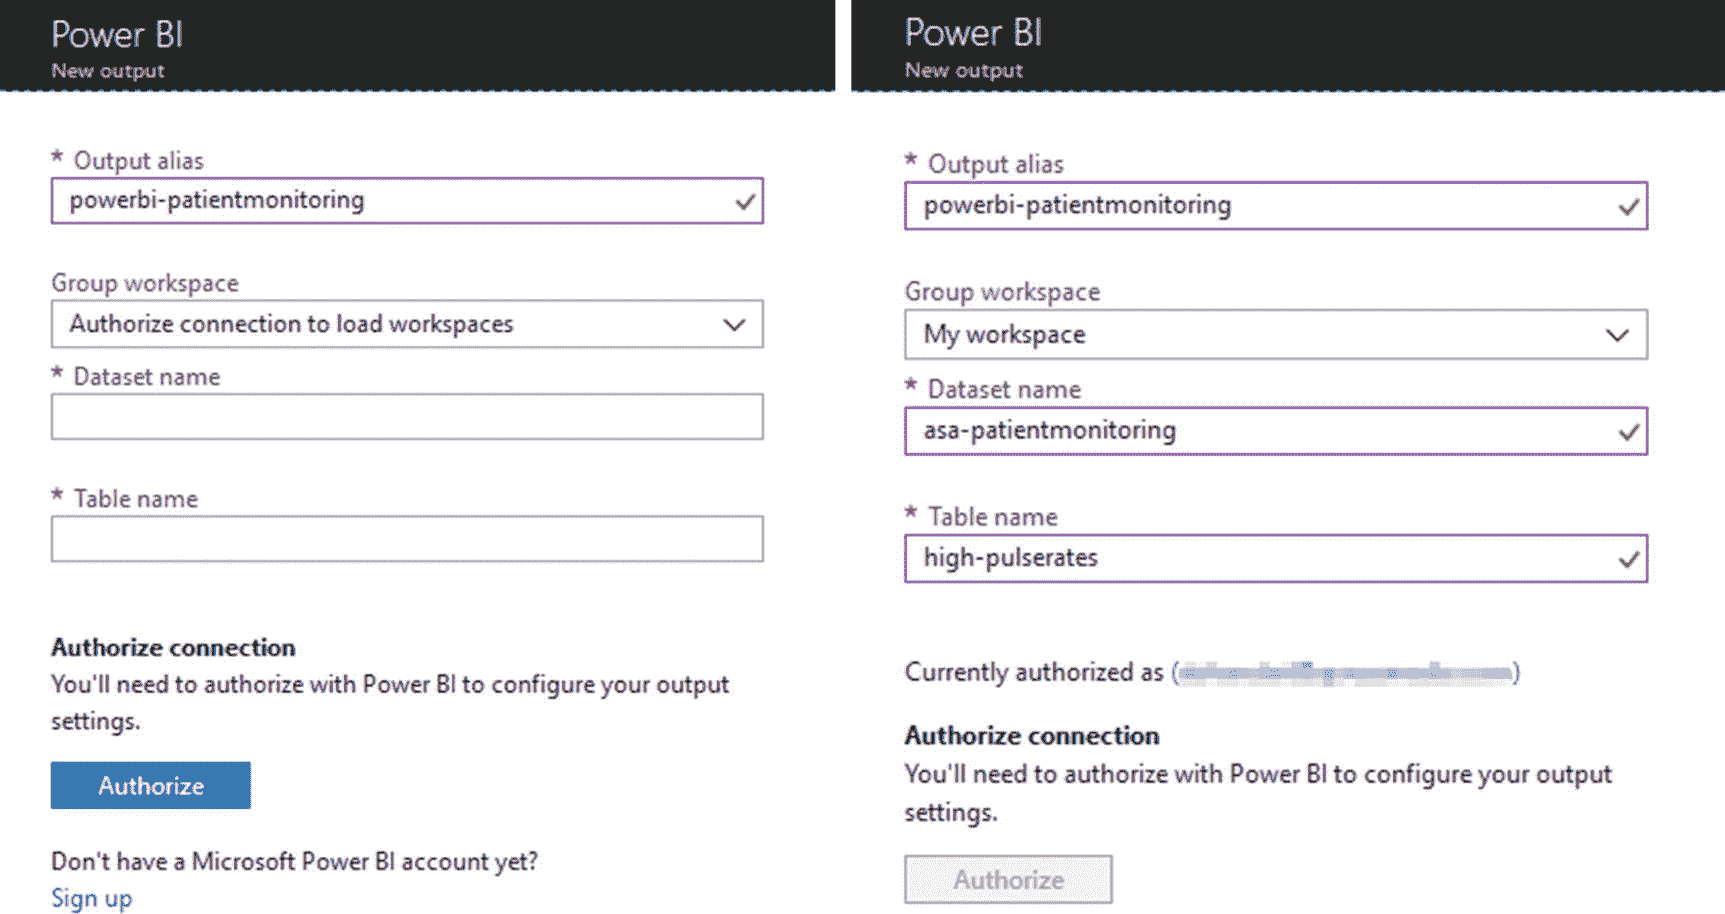 Power BI
New output
* Output alias
powerbi-patientmonitoring
Group workspace
Authorize connection to load workspaces
* Dataset name
* Table name
Authorize connection
You'll need to authorize with Power BI to configure your output
settings.
Authorize
Don't have a Microsoft Power BI account yet?
Sign up
Power BI
New output
* Output alias
powerbi-patientmonitoring
Group workspace
My workspace
* Dataset name
asa-patientmonitoring
* Table name
high-pulserates
Currently authorized as ( )
Authorize connection
You'll need to authorize with Power BI to configure your output
settings.
Authorize